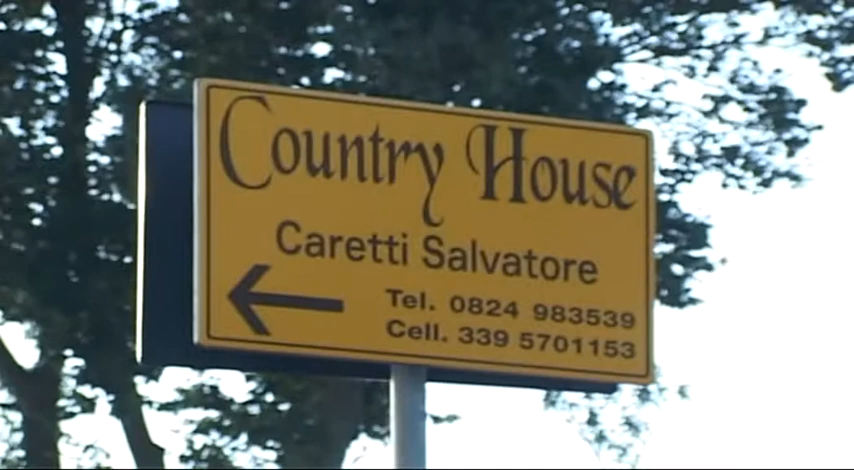 Country House
Caretti Salvatore
Tel. 0824 983539
Cell. 339 5701153